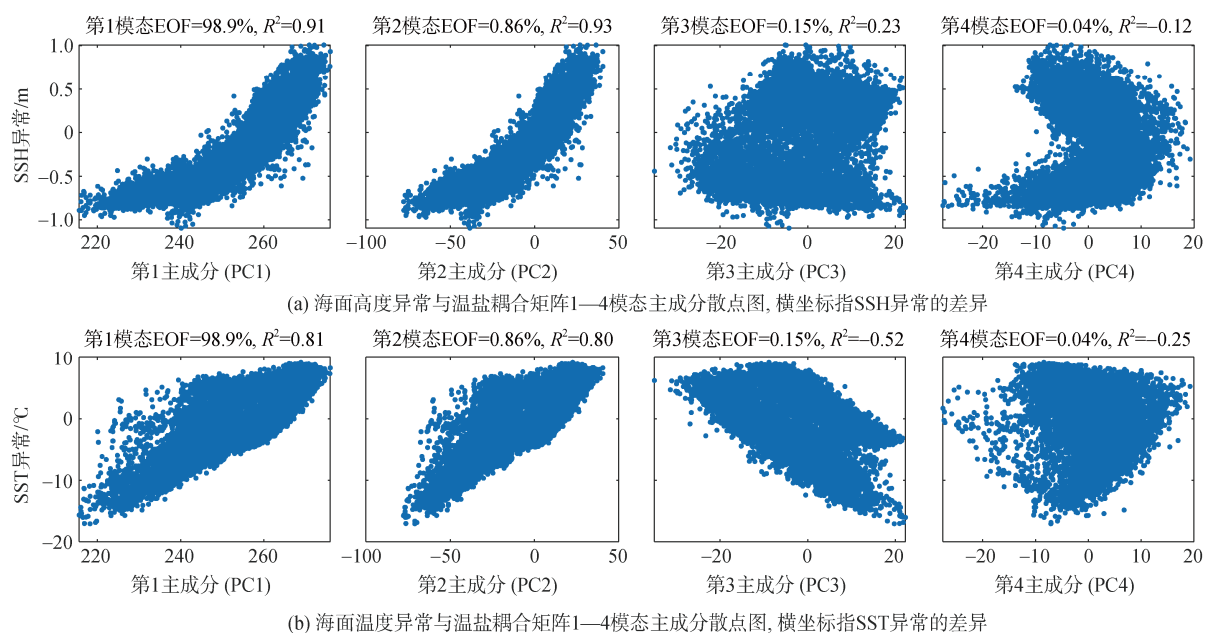 第1模态EOF=98.9%, R²=0.91
第2模态EOF=0.86%, R²=0.93
第3模态EOF=0.15%, R²=0.23
第4模态EOF=0.04%, R²=−0.12
SSH异常/m
1.0
0.5
0
−0.5
−1.0
220 240 260
−100 −50 0 50
−20 0 20
−20 −10 0 10 20
第1主成分 (PC1)
第2主成分 (PC2)
第3主成分 (PC3)
第4主成分 (PC4)
(a) 海面高度异常与温盐耦合矩阵1—4模态主成分散点图, 横坐标指SSH异常的差异
第1模态EOF=98.9%, R²=0.81
第2模态EOF=0.86%, R²=0.80
第3模态EOF=0.15%, R²=−0.52
第4模态EOF=0.04%, R²=−0.25
SST异常/℃
10
0
−10
−20
220 240 260
−100 −50 0 50
−20 0 20
−20 −10 0 10 20
第1主成分 (PC1)
第2主成分 (PC2)
第3主成分 (PC3)
第4主成分 (PC4)
(b) 海面温度异常与温盐耦合矩阵1—4模态主成分散点图, 横坐标指SST异常的差异